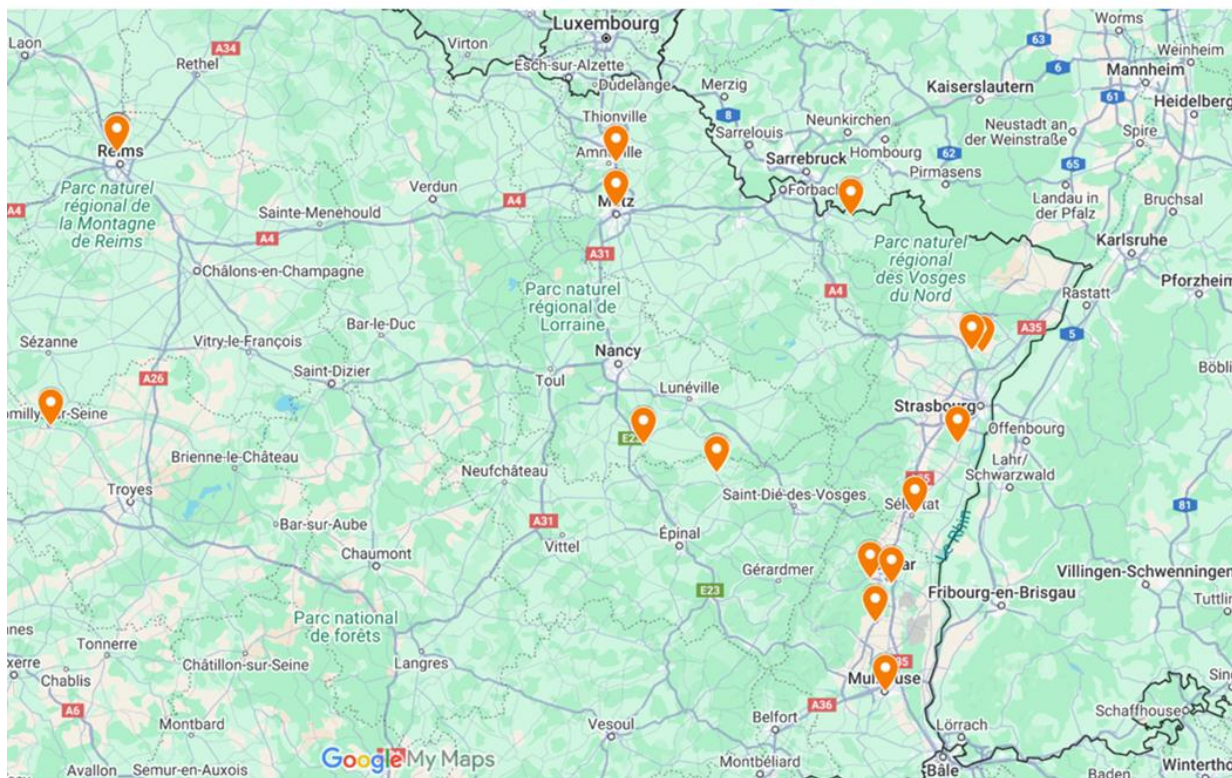 Luxembourg
Worms
Laon
A34
Virton
63
Weinheim
Rethel
Esch-sur-Alzette
Merzig
6
Mannheim
Dudelange
Kaiserslautern
61
Thionville
8
Neunkirchen
Heidelberg
Sarrelouis
Neustadt an
der Weinstraße
Spire
Reims
Hombourg
62
Sarrebruck
65
Parc naturel
régional de
la Montagne
de Reims
Verdun
A4
Forbach
Pirmasens
Landau in
der Pfalz
Bruchsal
A4
Sainte-Menehould
Metz
A4
A31
Parc naturel
régional
des Vosges
du Nord
Karlsruhe
Châlons-en-Champagne
Parc naturel
régional de
Lorraine
A4
Rastatt
Pforzheim
Sézanne
Vitry-le-François
Bar-le-Duc
A35
5
Nancy
Saint-Dizier
Toul
A26
Lunéville
Strasbourg
Offenbourg
Brienne-le-Château
Lahr/
Schwarzwald
Neufchâteau
Troyes
Saint-Dié-des-Vosges
81
Bar-sur-Aube
A31
Vittel
Épinal
Le Rhin
Chaumont
Gérardmer
Villingen-Schwenningen
E23
Fribourg-en-Brisgau
Parc national
de forêts
Tonnerre
Châtillon-sur-Seine
Langres
Chablis
Mulhouse
A6
A36
Montbard
Vesoul
Belfort
Schaffhouse
Lörrach
Google My Maps
Montbéliard
Avallon
Semur-en-Auxois
Bâle
Baden